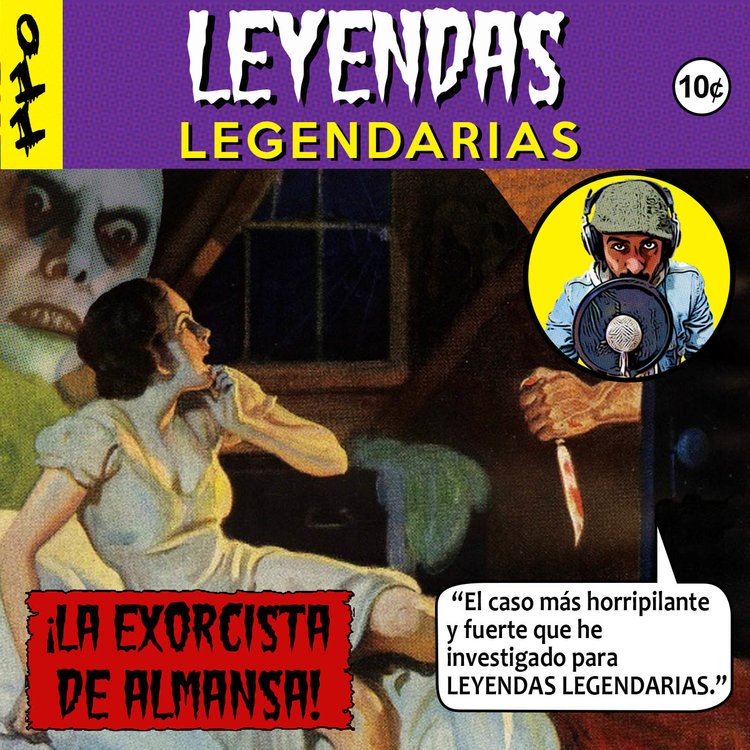 110
LEYENDAS
LEGENDARIAS
10¢
¡LA EXORCISTA
DE ALMANSA!
“El caso más horripilante
y fuerte que he
investigado para
LEYENDAS LEGENDARIAS.”